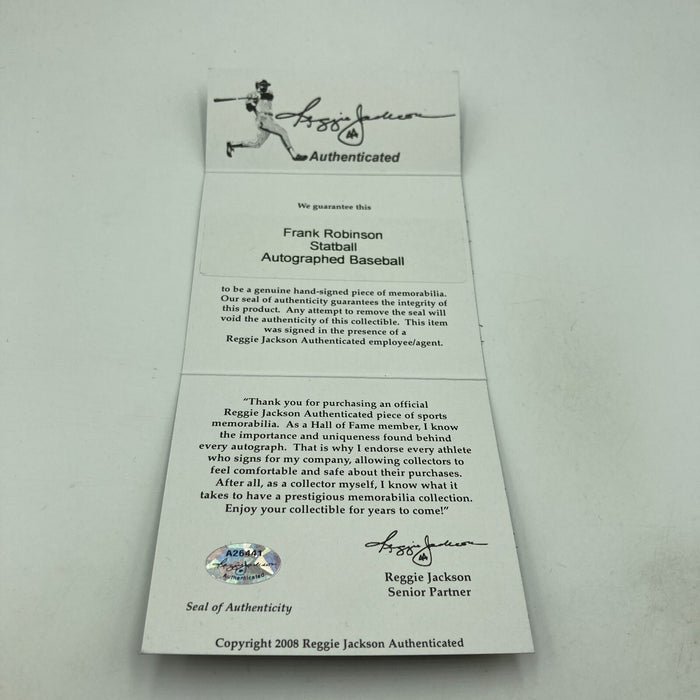 Reggie Jackson
Authenticated
We guarantee this
Frank Robinson
Statball
Autographed Baseball
to be a genuine hand-signed piece of memorabilia.
Our seal of authenticity guarantees the integrity of
this product. Any attempt to remove the seal will
void the authenticity of this collectible. This item
was signed in the presence of a
Reggie Jackson Authenticated employee/agent.
“Thank you for purchasing an official
Reggie Jackson Authenticated piece of sports
memorabilia. As a Hall of Fame member, I know
the importance and uniqueness found behind
every autograph. That is why I endorse every athlete
who signs for my company, allowing collectors to
feel comfortable and safe about their purchases.
After all, as a collector myself, I know what it
takes to have a prestigious memorabilia collection.
Enjoy your collectible for years to come!”
A26441
Reggie Jackson
Authenticated
Seal of Authenticity
Reggie Jackson
Reggie Jackson
Senior Partner
Copyright 2008 Reggie Jackson Authenticated